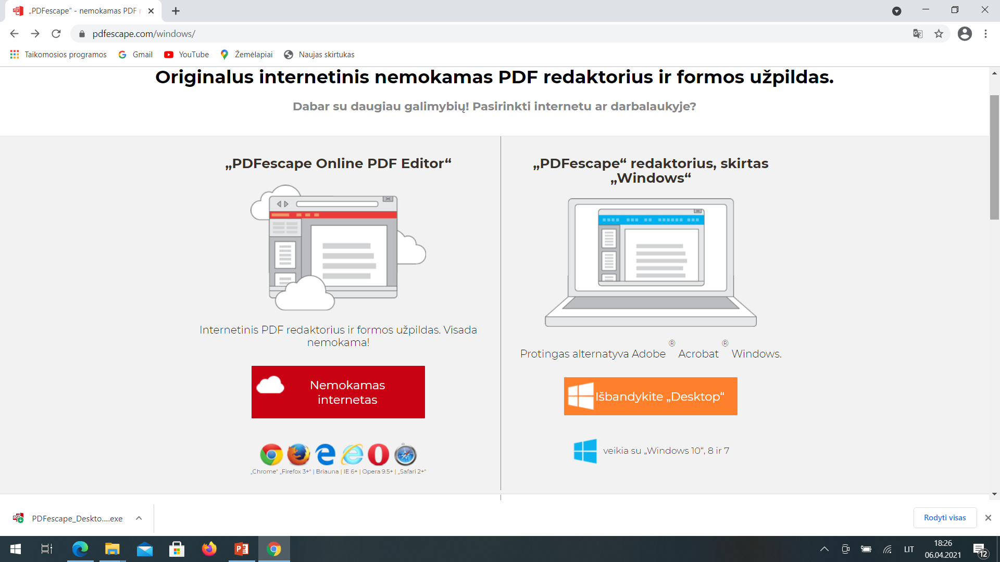 „PDFescape“ - nemokamas PDF
pdfescape.com/windows/
Taikomosios programos Gmail YouTube Žemėlapiai Naujas skirtukas
Originalus internetinis nemokamas PDF redaktorius ir formos užpildas.
Dabar su daugiau galimybių! Pasirinkti internetu ar darbalaukyje?
„PDFescape Online PDF Editor“
Internetinis PDF redaktorius ir formos užpildas. Visada
nemokama!
Nemokamas
internetas
„Chrome“ „Firefox 3+“ | Briauna | IE 6+ | Opera 9.5+ | „Safari 2+“
„PDFescape“ redaktorius, skirtas
„Windows“
Protingas alternatyva Adobe ® Acrobat ® Windows.
Išbandykite „Desktop“
veikia su „Windows 10“, 8 ir 7
PDFescape_Deskto....exe
Rodyti visas
LIT
18:26
06.04.2021
12